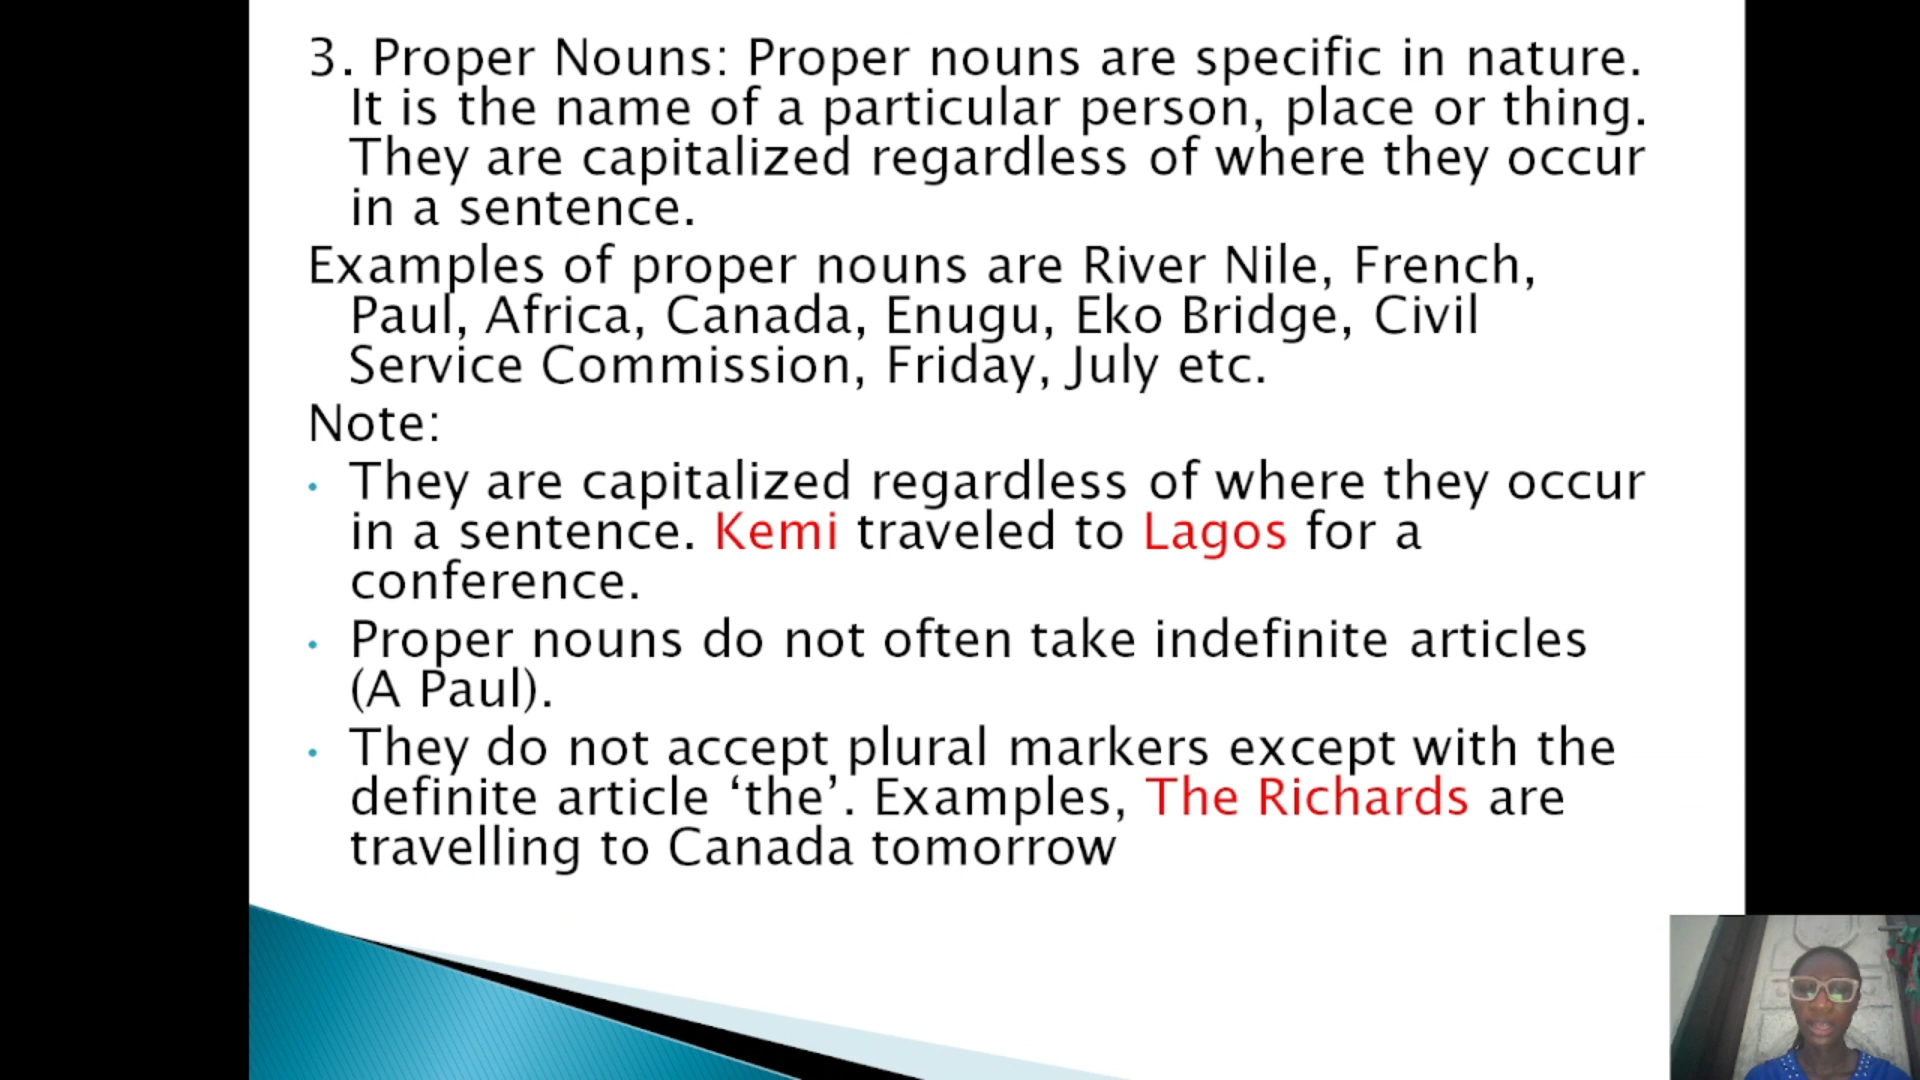 3. Proper Nouns: Proper nouns are specific in nature.
It is the name of a particular person, place or thing.
They are capitalized regardless of where they occur
in a sentence.
Examples of proper nouns are River Nile, French,
Paul, Africa, Canada, Enugu, Eko Bridge, Civil
Service Commission, Friday, July etc.
Note:
• They are capitalized regardless of where they occur
in a sentence. Kemi traveled to Lagos for a
conference.
• Proper nouns do not often take indefinite articles
(A Paul).
• They do not accept plural markers except with the
definite article ‘the’. Examples, The Richards are
travelling to Canada tomorrow